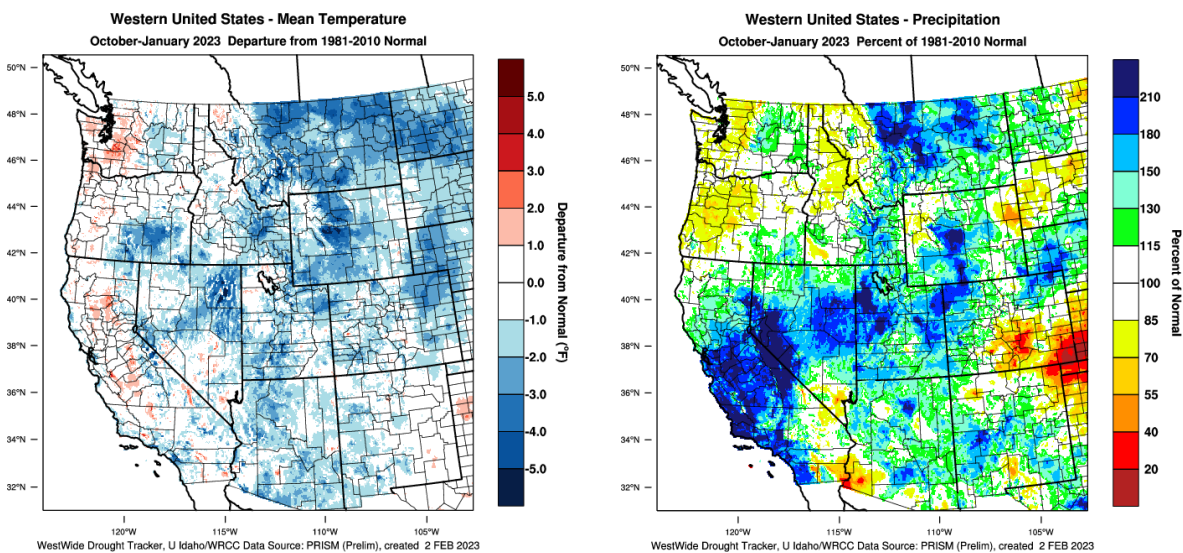 Western United States - Mean Temperature
October-January 2023 Departure from 1981-2010 Normal
50°N
48°N
46°N
44°N
42°N
40°N
38°N
36°N
34°N
32°N
120°W
115°W
110°W
105°W
5.0
4.0
3.0
2.0
1.0
0.0
-1.0
-2.0
-3.0
-4.0
-5.0
Departure from Normal (°F)
WestWide Drought Tracker, U Idaho/WRCC Data Source: PRISM (Prelim), created 2 FEB 2023
Western United States - Precipitation
October-January 2023 Percent of 1981-2010 Normal
50°N
48°N
46°N
44°N
42°N
40°N
38°N
36°N
34°N
32°N
120°W
115°W
110°W
105°W
210
180
150
130
115
100
85
70
55
40
20
Percent of Normal
WestWide Drought Tracker, U Idaho/WRCC Data Source: PRISM (Prelim), created 2 FEB 2023